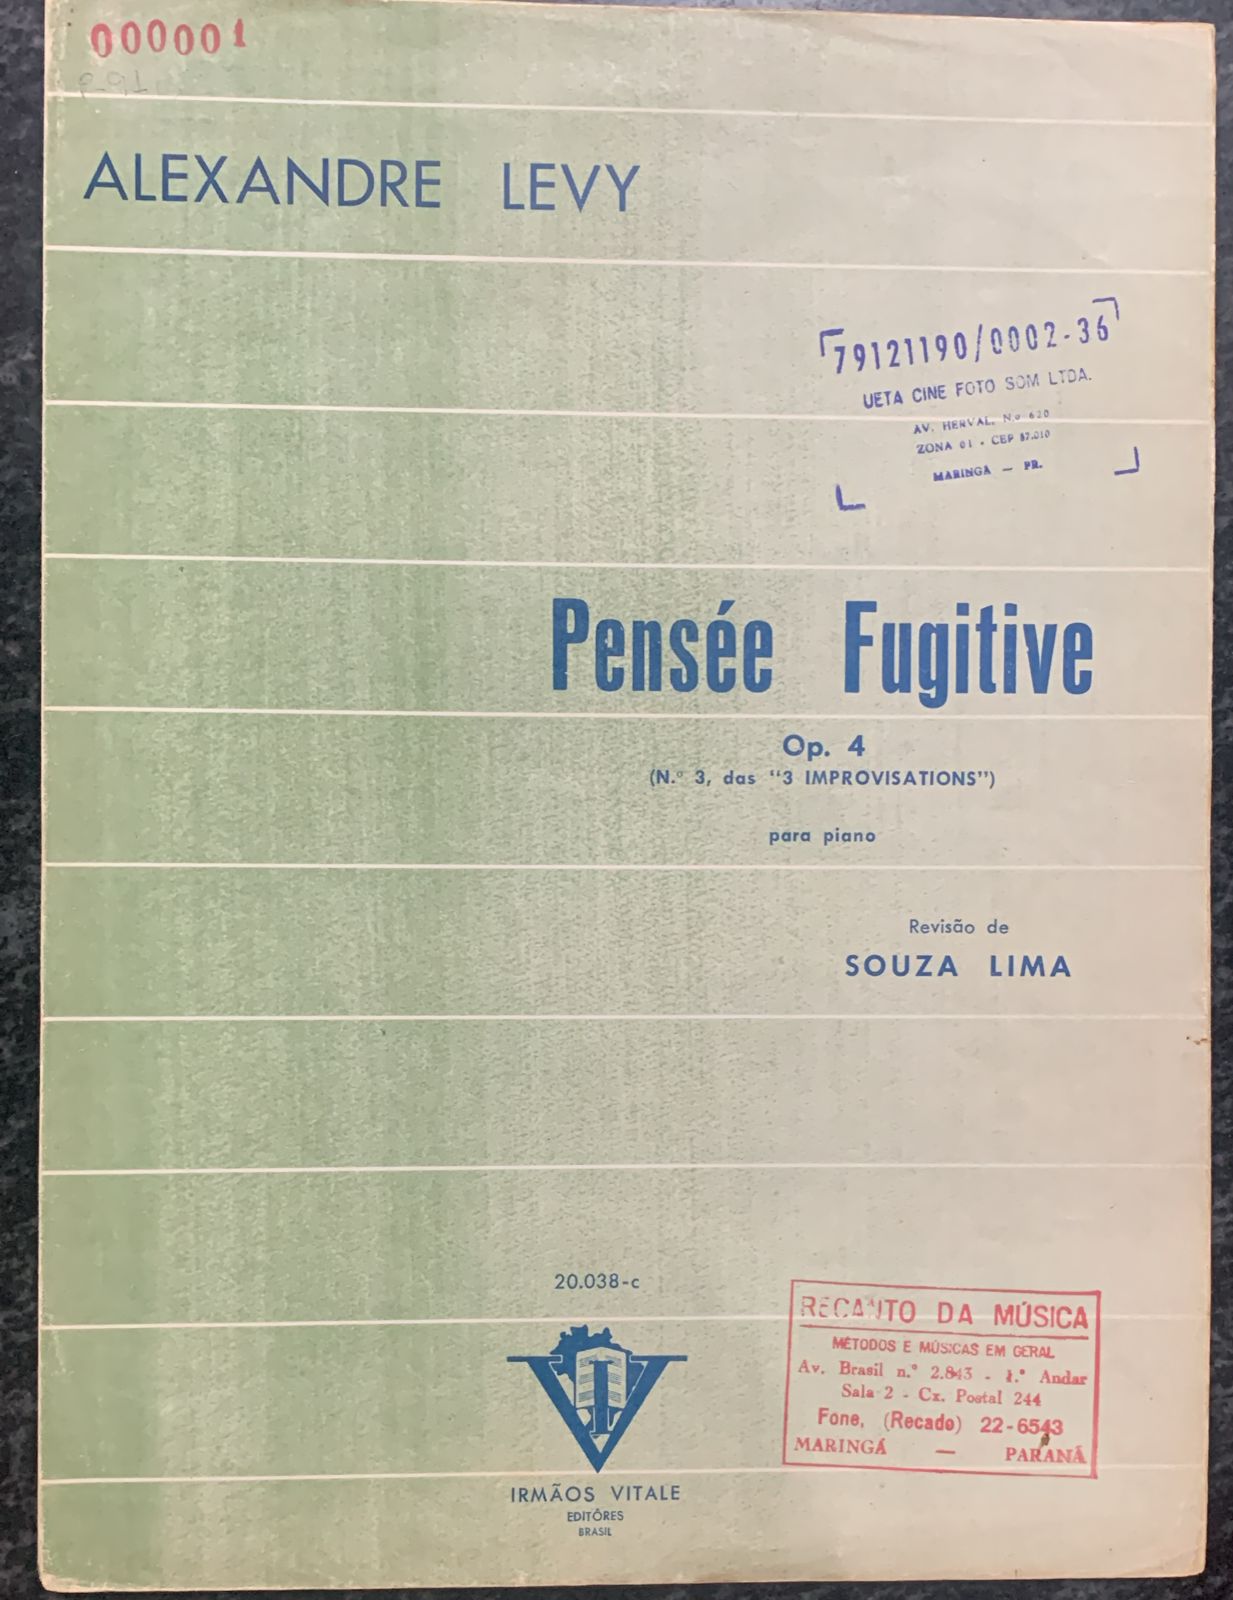 000001
ALEXANDRE LEVY
79121190/0002-36
UETA CINE FOTO SOM LTDA.
AV. HERVAL, N.º 620
ZONA 01 - CEP 87.010
MARINGÁ — PR.
Pensée Fugitive
Op. 4
(N.º 3, das "3 IMPROVISATIONS")
para piano
Revisão de
SOUZA LIMA
20.038-c
RECANTO DA MÚSICA
MÉTODOS E MÚSICAS EM GERAL
Av. Brasil n.º 2.843 - 1.º Andar
Sala 2 - Cx. Postal 244
Fone, (Recado) 22-6543
MARINGÁ — PARANÁ
IRMÃOS VITALE
EDITÔRES
BRASIL